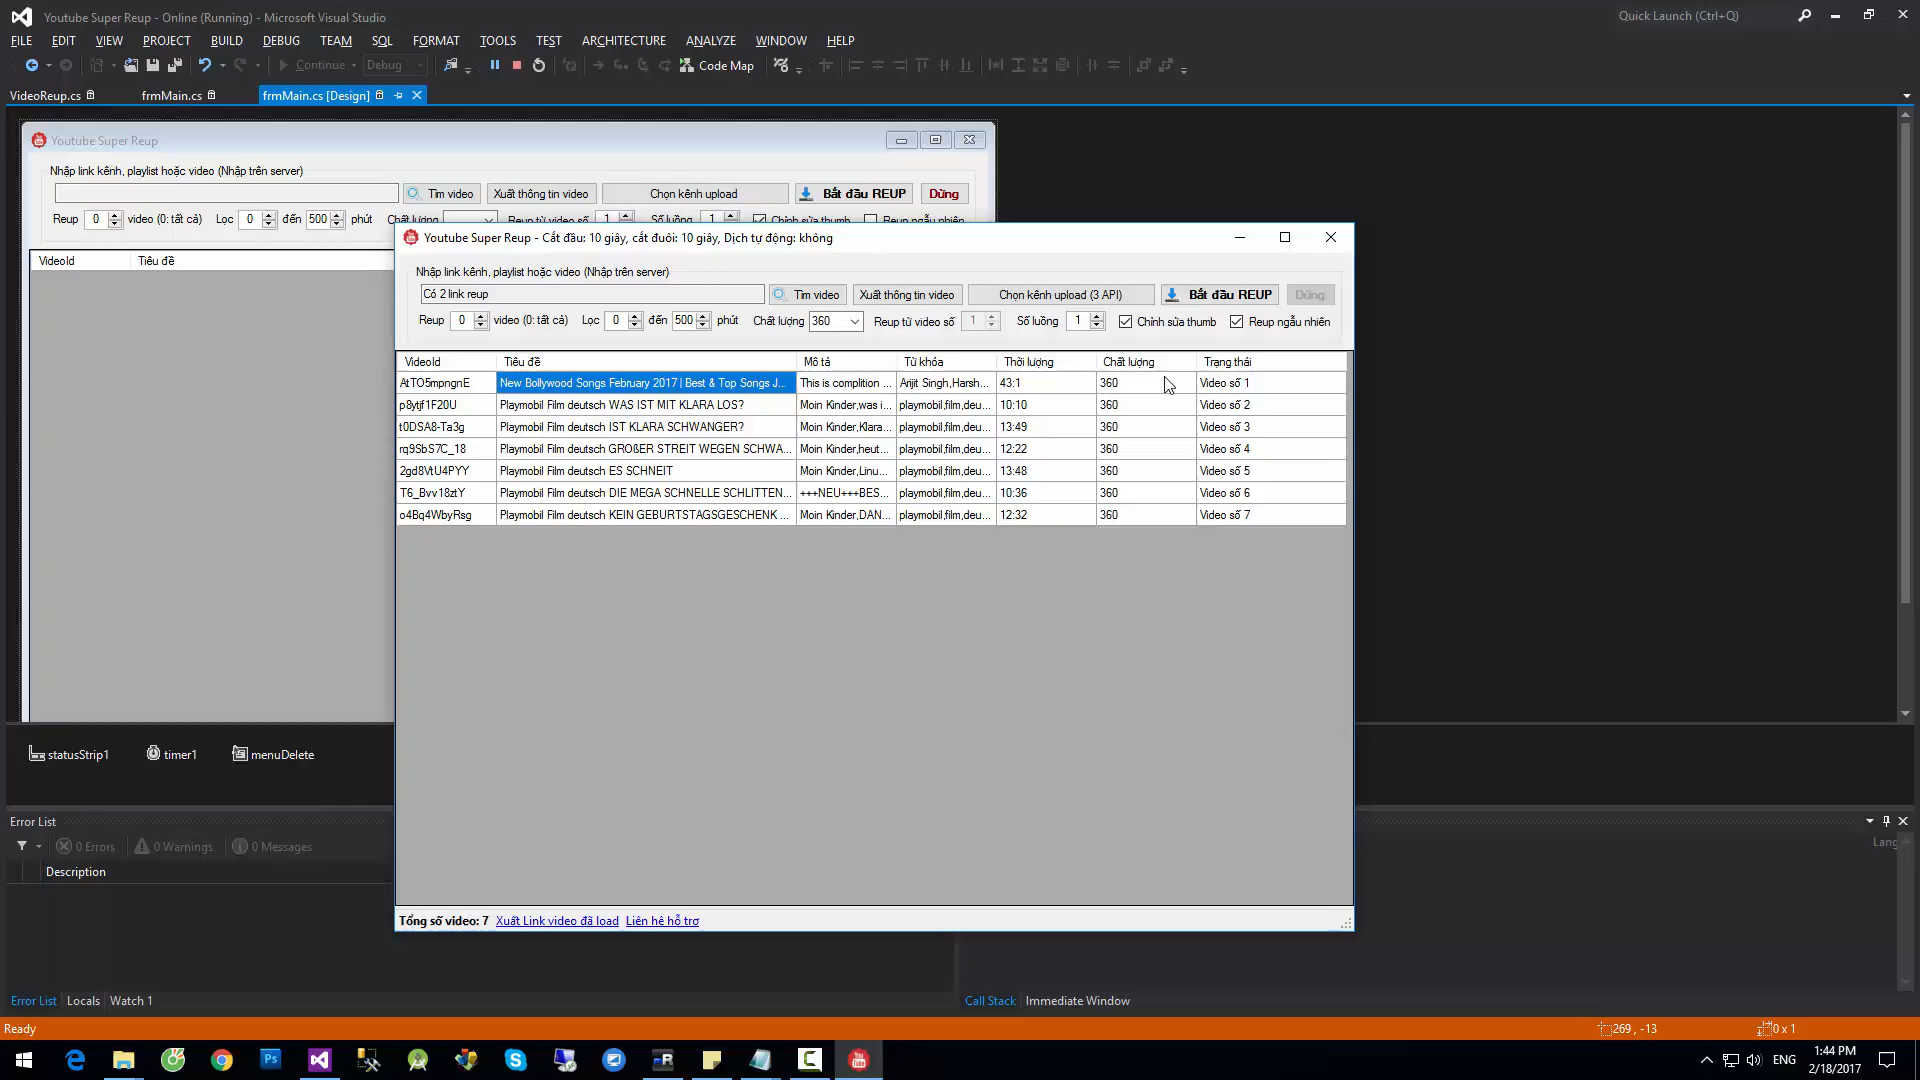 Youtube Super Reup - Online (Running) - Microsoft Visual Studio
Quick Launch (Ctrl+Q)
FILE EDIT VIEW PROJECT BUILD DEBUG TEAM SQL FORMAT TOOLS TEST ARCHITECTURE ANALYZE WINDOW HELP
Continue Debug Code Map
VideoReup.cs frmMain.cs frmMain.cs [Design]
Youtube Super Reup
Nhập link kênh, playlist hoặc video (Nhập trên server)
Tìm video Xuất thông tin video Chọn kênh upload Bắt đầu REUP Dừng
Reup 0 video (0: tất cả) Lọc 0 đến 500 phút Chất lượng Reup từ video số 1 Số luồng 1 Chỉnh sửa thumb Reup ngẫu nhiên
VideoId Tiêu đề
Youtube Super Reup - Cắt đầu: 10 giây, cắt đuôi: 10 giây, Dịch tự động: không
Nhập link kênh, playlist hoặc video (Nhập trên server)
Có 2 link reup Tìm video Xuất thông tin video Chọn kênh upload (3 API) Bắt đầu REUP Dừng
Reup 0 video (0: tất cả) Lọc 0 đến 500 phút Chất lượng 360 Reup từ video số 1 Số luồng 1 Chỉnh sửa thumb Reup ngẫu nhiên
VideoId Tiêu đề Mô tả Từ khóa Thời lượng Chất lượng Trạng thái
AtTO5mpngnE New Bollywood Songs February 2017 | Best & Top Songs J... This is complition ... Arijit Singh,Harsh... 43:1 360 Video số 1
p8ytjf1F20U Playmobil Film deutsch WAS IST MIT KLARA LOS? Moin Kinder,was i... playmobil,film,deu... 10:10 360 Video số 2
t0DSA8-Ta3g Playmobil Film deutsch IST KLARA SCHWANGER? Moin Kinder,Klara... playmobil,film,deu... 13:49 360 Video số 3
rq9SbS7C_18 Playmobil Film deutsch GROßER STREIT WEGEN SCHWA... Moin Kinder,heut... playmobil,film,deu... 12:22 360 Video số 4
2gd8VtU4PYY Playmobil Film deutsch ES SCHNEIT Moin Kinder,Linu... playmobil,film,deu... 13:48 360 Video số 5
T6_Bvv18ztY Playmobil Film deutsch DIE MEGA SCHNELLE SCHLITTEN... +++NEU+++BES... playmobil,film,deu... 10:36 360 Video số 6
o4Bq4WbyRsg Playmobil Film deutsch KEIN GEBURTSTAGSGESCHENK ... Moin Kinder,DAN... playmobil,film,deu... 12:32 360 Video số 7
statusStrip1 timer1 menuDelete
Error List
0 Errors 0 Warnings 0 Messages
Lang
Description
Tổng số video: 7 Xuất Link video đã load Liên hệ hỗ trợ
Error List Locals Watch 1
Call Stack Immediate Window
Ready
269 , -13
0 x 1
ENG
1:44 PM
2/18/2017